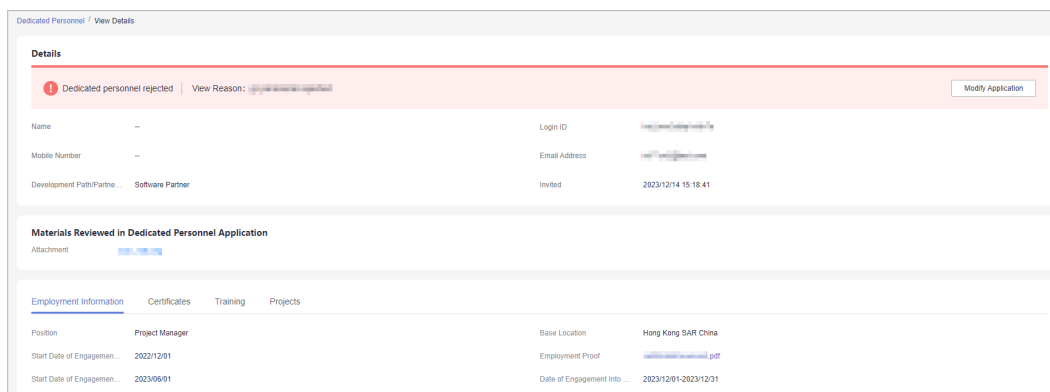 Dedicated Personnel / View Details
Details
Dedicated personnel rejected View Reason:
Modify Application
Name --
Login ID
Mobile Number --
Email Address
Development Path/Partne... Software Partner
Invited 2023/12/14 15:18:41
Materials Reviewed in Dedicated Personnel Application
Attachment
Employment Information Certificates Training Projects
Position Project Manager
Base Location Hong Kong SAR China
Start Date of Engagemen... 2022/12/01
Employment Proof .pdf
Start Date of Engagemen... 2023/06/01
Date of Engagement Into ... 2023/12/01-2023/12/31